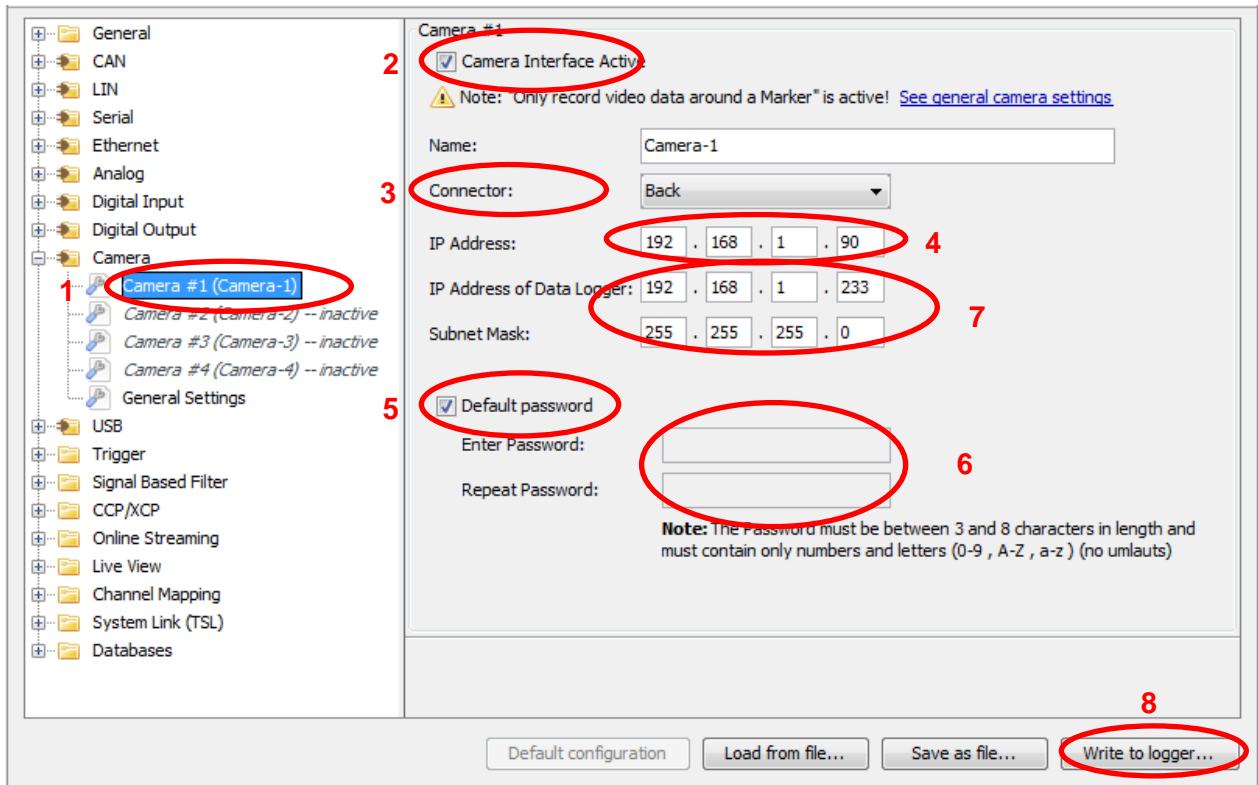 General
CAN
LIN
Serial
Ethernet
Analog
Digital Input
Digital Output
Camera
1
Camera #1 (Camera-1)
Camera #2 (Camera-2) -- inactive
Camera #3 (Camera-3) -- inactive
Camera #4 (Camera-4) -- inactive
General Settings
USB
Trigger
Signal Based Filter
CCP/XCP
Online Streaming
Live View
Channel Mapping
System Link (TSL)
Databases
Camera #1
2
Camera Interface Active
Note: "Only record video data around a Marker" is active! See general camera settings
Name: Camera-1
3
Connector: Back
IP Address: 192 . 168 . 1 . 90
4
IP Address of Data Logger: 192 . 168 . 1 . 233
7
Subnet Mask: 255 . 255 . 255 . 0
5
Default password
Enter Password:
6
Repeat Password:
Note: The Password must be between 3 and 8 characters in length and
must contain only numbers and letters (0-9 , A-Z , a-z ) (no umlauts)
8
Default configuration
Load from file...
Save as file...
Write to logger...